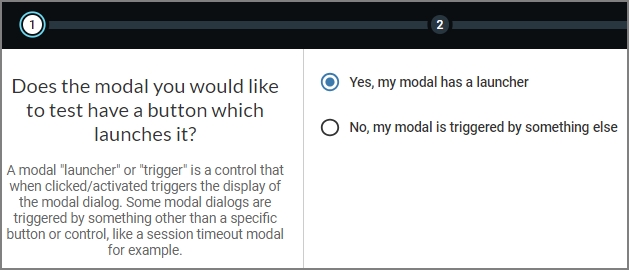 1
2
Does the modal you would like
to test have a button which
launches it?
A modal "launcher" or "trigger" is a control that
when clicked/activated triggers the display of
the modal dialog. Some modal dialogs are
triggered by something other than a specific
button or control, like a session timeout modal
for example.
Yes, my modal has a launcher
No, my modal is triggered by something else